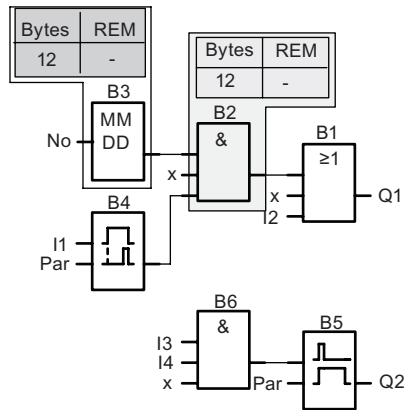 Bytes REM
12 -
Bytes REM
12 -
B3
MM
DD
No
B2
&
x
B1
≥1
x
I2
Q1
B4
I1
Par
B6
&
I3
I4
x
B5
Par
Q2